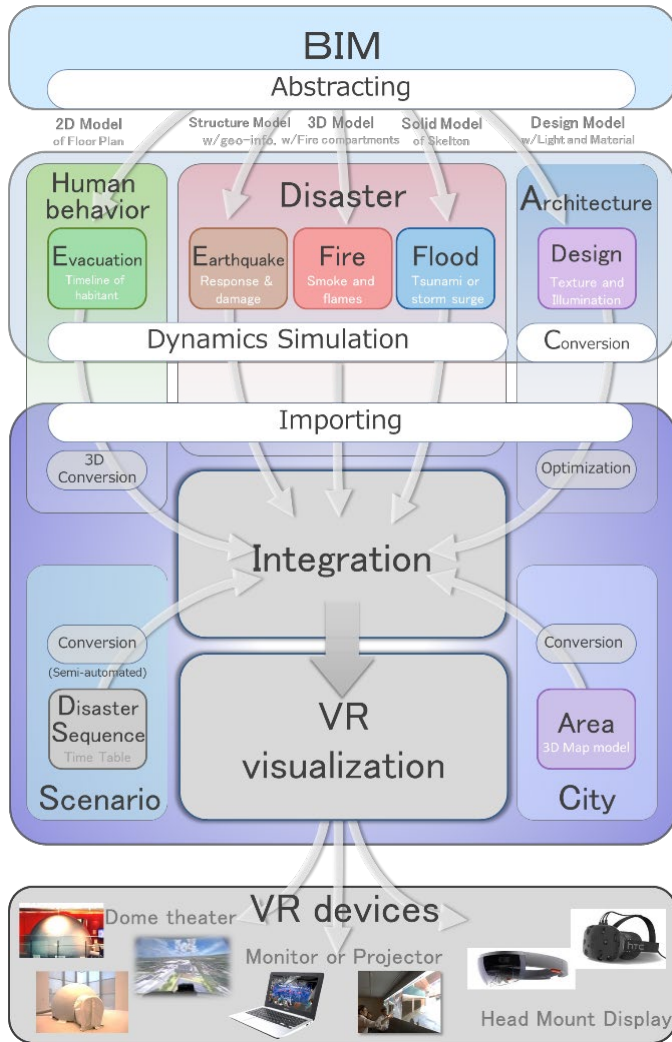 BIM
Abstracting
2D Model
of Floor Plan
Structure Model
w/geo-info.
3D Model
w/Fire compartments
Solid Model
of Skelton
Design Model
w/Light and Material
Human
behavior
Disaster
Architecture
Evacuation
Timeline of
habitant
Earthquake
Response &
damage
Fire
Smoke and
flames
Flood
Tsunami or
storm surge
Design
Texture and
Illumination
Dynamics Simulation
Conversion
Importing
3D
Conversion
Optimization
Integration
Conversion
(Semi-automated)
Disaster
Sequence
Time Table
Scenario
VR
visualization
Conversion
Area
3D Map model
City
VR devices
Dome theater
Monitor or Projector
Head Mount Display
hTC